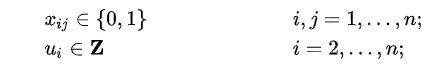 x_{ij} ∈ {0, 1} i, j = 1, …, n;
u_i ∈ 𝐙 i = 2, …, n;